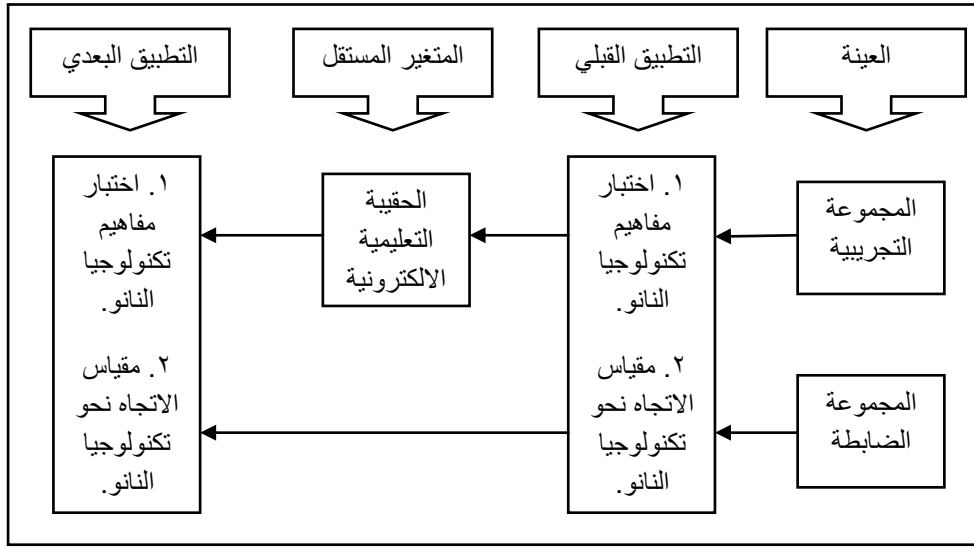 العينة
التطبيق القبلي
المتغير المستقل
التطبيق البعدي
المجموعة
التجريبية
المجموعة
الضابطة
١. اختبار
مفاهيم
تكنولوجيا
النانو.
٢. مقياس
الاتجاه نحو
تكنولوجيا
النانو.
الحقيبة
التعليمية
الالكترونية
١. اختبار
مفاهيم
تكنولوجيا
النانو.
٢. مقياس
الاتجاه نحو
تكنولوجيا
النانو.